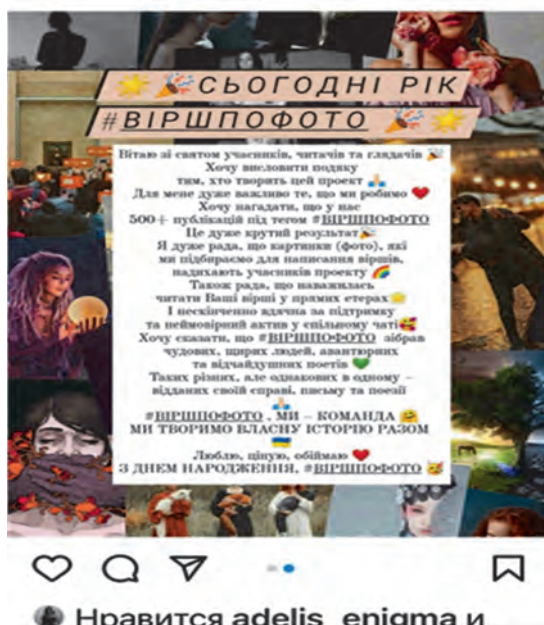 🌟🎉СЬОГОДНІ РІК
#ВІРШПОФОТО 🎉🌟
Вітаю зі святом учасників, читачів та глядачів🎉
Хочу висловити подяку
тим, хто творить цей проект🙏
Для мене дуже важливо те, що ми робимо❤️
Хочу нагадати, що у нас
500+ публікацій під тегом #ВІРШПОФОТО
Це дуже крутий результат🎉
Я дуже рада, що картинки (фото), які
ми підбираємо для написання віршів,
надихають учасників проекту🌈
Також рада, що наважилась
читати Ваші вірші у прямих етерах⭐
І нескінченно вдячна за підтримку
та неймовірний актив у спільному чаті🥰
Хочу сказати, що #ВІРШПОФОТО зібрав
чудових, щирих людей, авантюрних
та відчайдушних поетів💚
Таких різних, але однакових в одному –
відданих своїй справі, письму та поезії
🙏
#ВІРШПОФОТО , МИ – КОМАНДА🤗
МИ ТВОРИМО ВЛАСНУ ІСТОРІЮ РАЗОМ
🇺🇦
Люблю, ціную, обіймаю❤️
З ДНЕМ НАРОДЖЕННЯ, #ВІРШПОФОТО🥰
Нравится adelis_enigma и